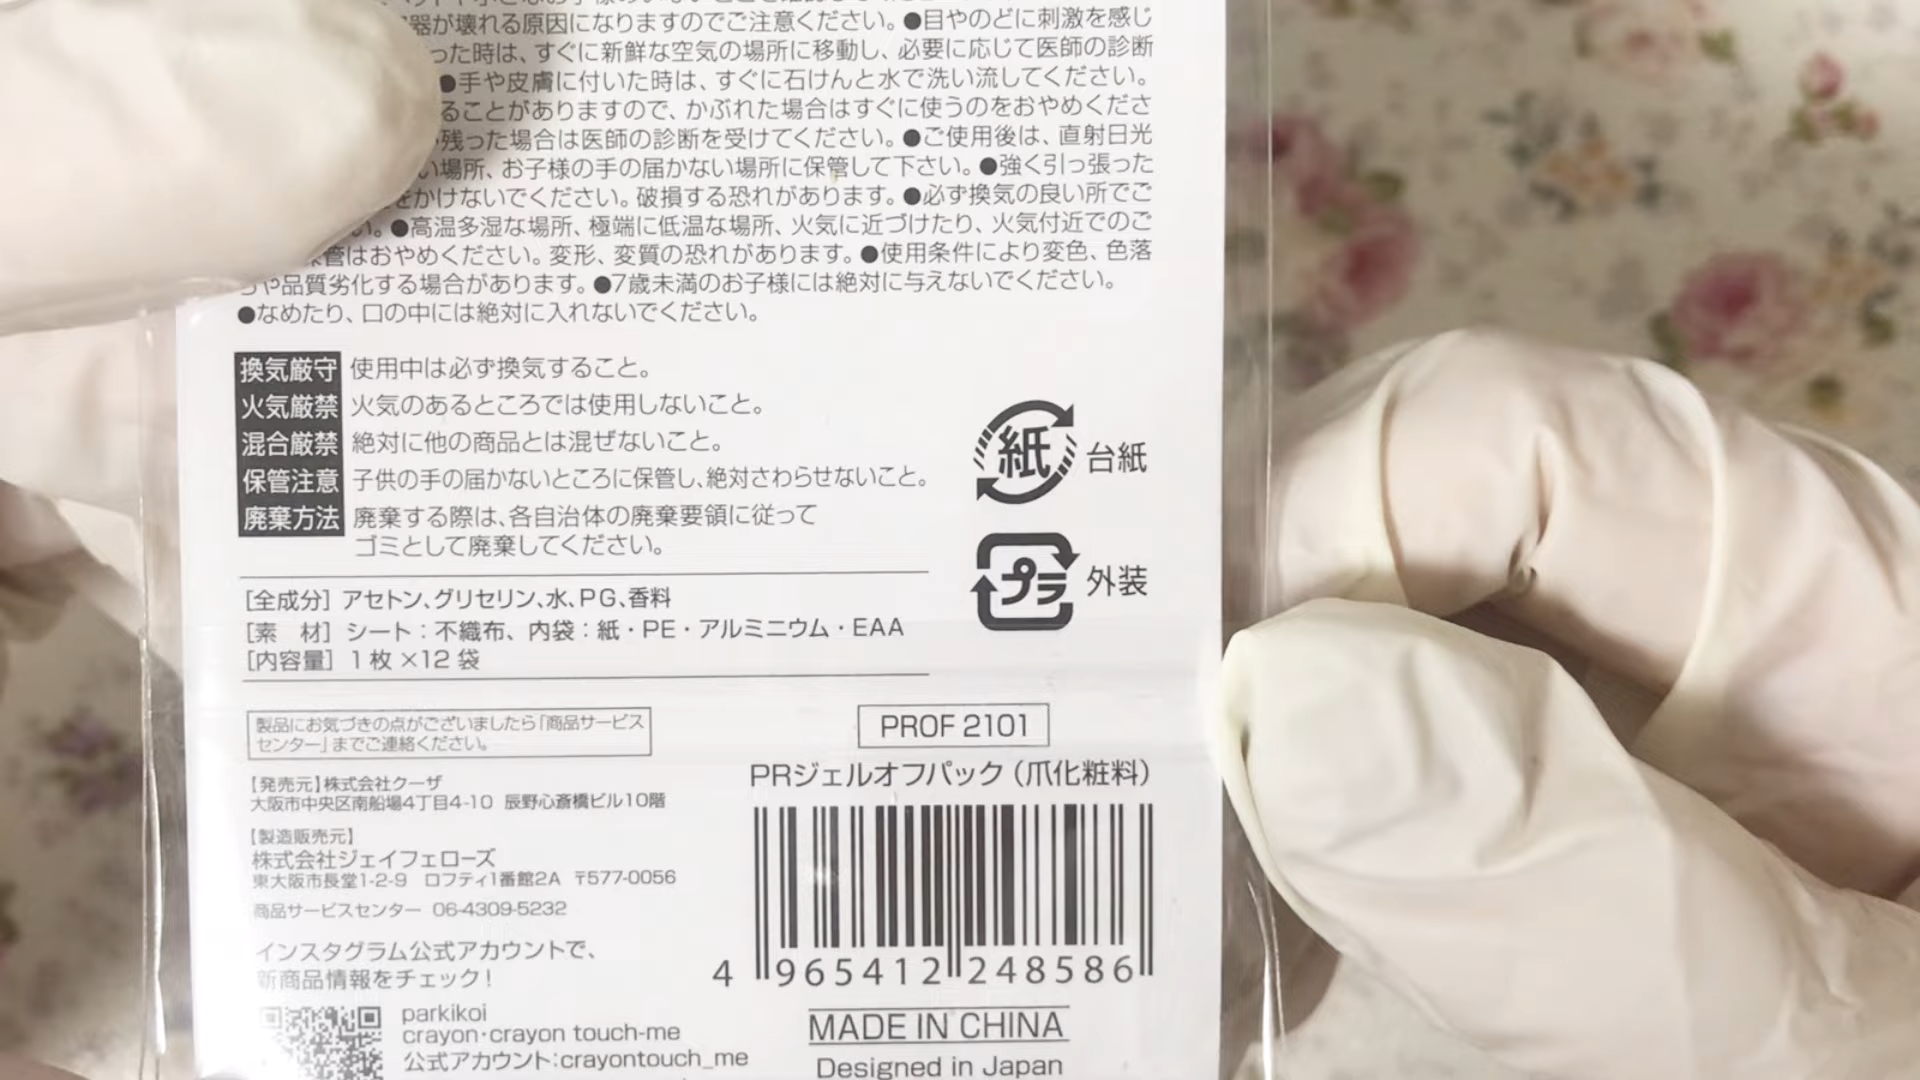 器が壊れる原因になりますのでご注意ください。●目やのどに刺激を感じ
った時は、すぐに新鮮な空気の場所に移動し、必要に応じて医師の診断
●手や皮膚に付いた時は、すぐに石けんと水で洗い流してください。
ることがありますので、かぶれた場合はすぐに使うのをおやめくださ
残った場合は医師の診断を受けてください。●ご使用後は、直射日光
い場所、お子様の手の届かない場所に保管して下さい。●強く引っ張った
をかけないでください。破損する恐れがあります。●必ず換気の良い所でご
い。●高温多湿な場所、極端に低温な場所、火気に近づけたり、火気付近でのご
管はおやめください。変形、変質の恐れがあります。●使用条件により変色、色落
ちや品質劣化する場合があります。●7歳未満のお子様には絶対に与えないでください。
●なめたり、口の中には絶対に入れないでください。
換気厳守 使用中は必ず換気すること。
火気厳禁 火気のあるところでは使用しないこと。
混合厳禁 絶対に他の商品とは混ぜないこと。
保管注意 子供の手の届かないところに保管し、絶対さわらせないこと。
廃棄方法 廃棄する際は、各自治体の廃棄要領に従って
ゴミとして廃棄してください。
紙 台紙
プラ 外装
[全成分] アセトン、グリセリン、水、PG、香料
[素 材] シート：不織布、内袋：紙・PE・アルミニウム・EAA
[内容量] 1枚×12袋
製品にお気づきの点がございましたら「商品サービス
センター」までご連絡ください。
【発売元】株式会社クーザ
大阪市中央区南船場4丁目4-10 辰野心斎橋ビル10階
【製造販売元】
株式会社ジェイフェローズ
東大阪市長堂1-2-9 ロフティ1番館2A 〒577-0056
商品サービスセンター 06-4309-5232
インスタグラム公式アカウントで、
新商品情報をチェック！
parkikoi
crayon・crayon touch-me
公式アカウント:crayontouch_me
PROF 2101
PRジェルオフパック（爪化粧料）
4 965412 248586
MADE IN CHINA
Designed in Japan